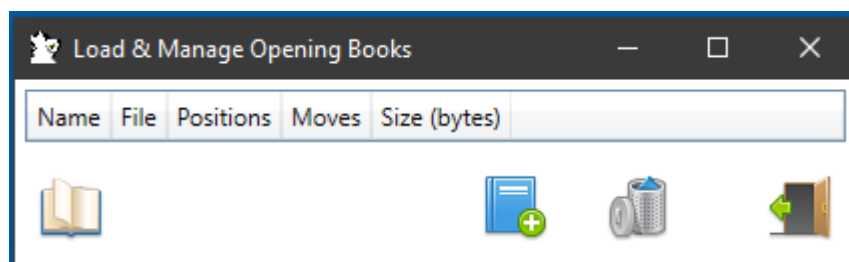 Load & Manage Opening Books
Name File Positions Moves Size (bytes)